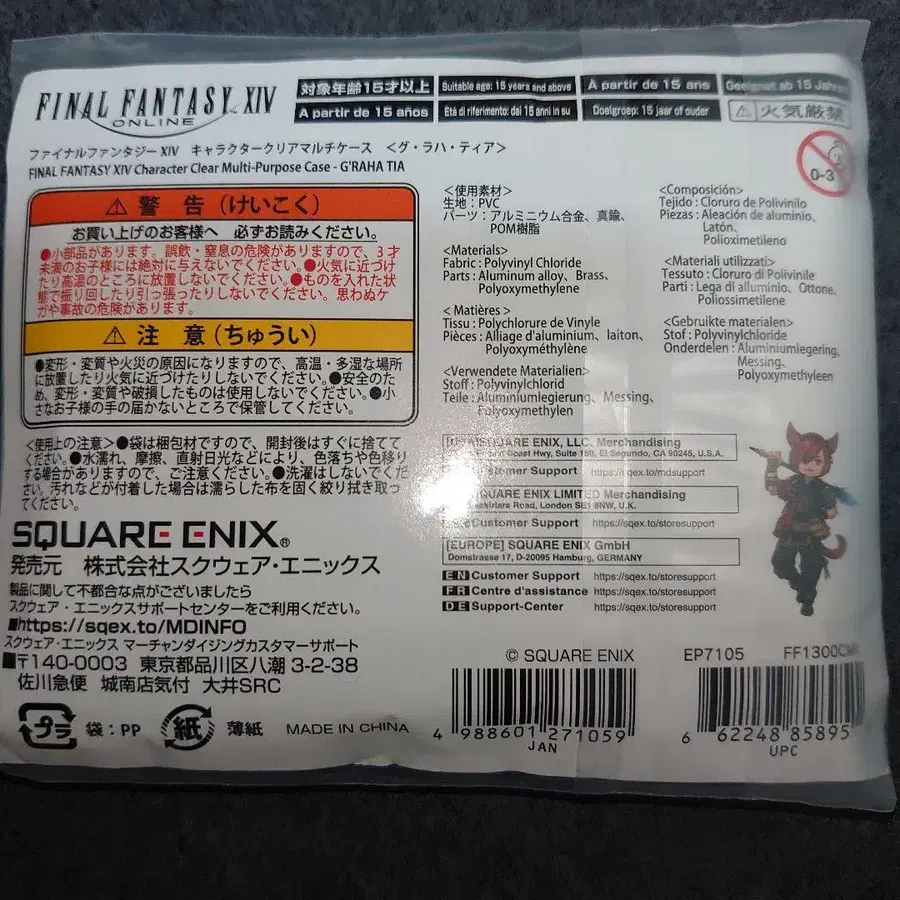 FINAL FANTASY XIV
ONLINE
対象年齢15才以上
Suitable age: 15 years and above
À partir de 15 ans
Geeignet ab 15 Jahren
A partir de 15 años
Età di riferimento: dai 15 anni in su
Doelgroep: 15 jaar of ouder
⚠火気厳禁
ファイナルファンタジー XIV キャラクタークリアマルチケース <グ・ラハ・ティア>
FINAL FANTASY XIV Character Clear Multi-Purpose Case - G'RAHA TIA
0-3
⚠ 警 告 (けいこく)
お買い上げのお客様へ 必ずお読みください。
●小部品があります。誤飲・窒息の危険がありますので、3才
未満のお子様には絶対に与えないでください。●火気に近づけ
たり高温のところに放置しないでください。●ものを入れた状
態で振り回したり引っ張ったりしないでください。思わぬケ
ガや事故の危険があります。
⚠ 注 意 (ちゅうい)
●変形・変質や火災の原因になりますので、高温・多湿な場所
に放置したり火気に近づけたりしないでください。●安全のた
め、変形・変質や破損したものは使用しないでください。●小
さなお子様の手の届かないところで保管してください。
<使用上の注意>●袋は梱包材ですので、開封後はすぐに捨てて
ください。●水濡れ、摩擦、直射日光などにより、色落ちや色移り
する場合がありますので、ご注意ください。●洗濯はしないでくだ
さい。汚れなどが付着した場合は濡らした布を固く絞り拭き取っ
てください。
SQUARE ENIX®
発売元 株式会社スクウェア・エニックス
製品に関して不都合な点がございましたら
スクウェア・エニックスサポートセンターをご利用ください。
■https://sqex.to/MDINFO
スクウェア・エニックス マーチャンダイジングカスタマーサポート
■〒140-0003 東京都品川区八潮 3-2-38
佐川急便 城南店気付 大井SRC
プラ 袋:PP 紙 薄紙 MADE IN CHINA
<使用素材>
生地:PVC
パーツ:アルミニウム合金、真鍮、
POM樹脂
<Materials>
Fabric : Polyvinyl Chloride
Parts : Aluminum alloy, Brass,
Polyoxymethylene
< Matières >
Tissu : Polychlorure de Vinyle
Pièces : Alliage d'aluminium, laiton,
Polyoxyméthylène
<Verwendete Materialien>
Stoff : Polyvinylchlorid
Teile : Aluminiumlegierung, Messing,
Polyoxymethylen
<Composición>
Tejido : Cloruro de Polivinilo
Piezas : Aleación de aluminio,
Latón,
Polioximetileno
<Materiali utilizzati>
Tessuto : Cloruro di Polivinile
Parti : Lega di alluminio, Ottone,
Poliossimetilene
<Gebruikte materialen>
Stof : Polyvinylchloride
Onderdelen : Aluminiumlegering,
Messing,
Polyoxymethyleen
SQUARE ENIX, LLC. Merchandising
Coast Hwy, Suite 150, El Segundo, CA 90245, U.S.A.
Customer Support https://sqex.to/mdsupport
SQUARE ENIX LIMITED Merchandising
Road, London SE1 8NW, U.K.
Customer Support https://sqex.to/storesupport
[EUROPE] SQUARE ENIX GmbH
Domstrasse 17, D-20095 Hamburg, GERMANY
EN Customer Support https://sqex.to/storesupport
FR Centre d'assistance https://sqex.to/storesupport
DE Support-Center https://sqex.to/storesupport
© SQUARE ENIX EP7105
4 988601 271059
JAN
6 62248 85895
UPC